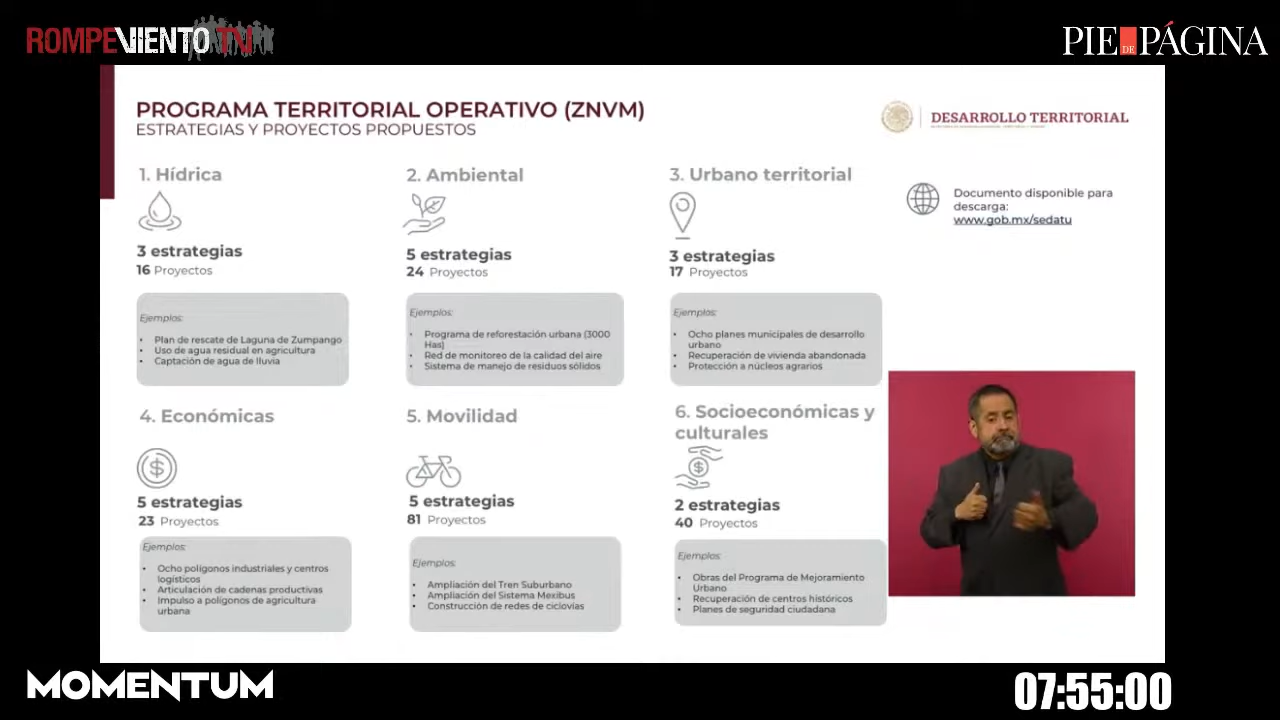 ROMPEVIENTO TV
PIE DE PÁGINA
PROGRAMA TERRITORIAL OPERATIVO (ZNVM)
ESTRATEGIAS Y PROYECTOS PROPUESTOS
DESARROLLO TERRITORIAL
1. Hídrica
3 estrategias
16 Proyectos
Ejemplos:
• Plan de rescate de Laguna de Zumpango
• Uso de agua residual en agricultura
• Captación de agua de lluvia
2. Ambiental
5 estrategias
24 Proyectos
Ejemplos:
• Programa de reforestación urbana (3000
Has)
• Red de monitoreo de la calidad del aire
• Sistema de manejo de residuos sólidos
3. Urbano territorial
3 estrategias
17 Proyectos
Ejemplos:
• Ocho planes municipales de desarrollo
urbano
• Recuperación de vivienda abandonada
• Protección a núcleos agrarios
Documento disponible para
descarga:
www.gob.mx/sedatu
4. Económicas
5 estrategias
23 Proyectos
Ejemplos:
• Ocho polígonos industriales y centros
logísticos
• Articulación de cadenas productivas
• Impulso a polígonos de agricultura
urbana
5. Movilidad
5 estrategias
81 Proyectos
Ejemplos:
• Ampliación del Tren Suburbano
• Ampliación del Sistema Mexibus
• Construcción de redes de ciclovías
6. Socioeconómicas y
culturales
2 estrategias
40 Proyectos
Ejemplos:
• Obras del Programa de Mejoramiento
Urbano
• Recuperación de centros históricos
• Planes de seguridad ciudadana
MOMENTUM
07:55:00